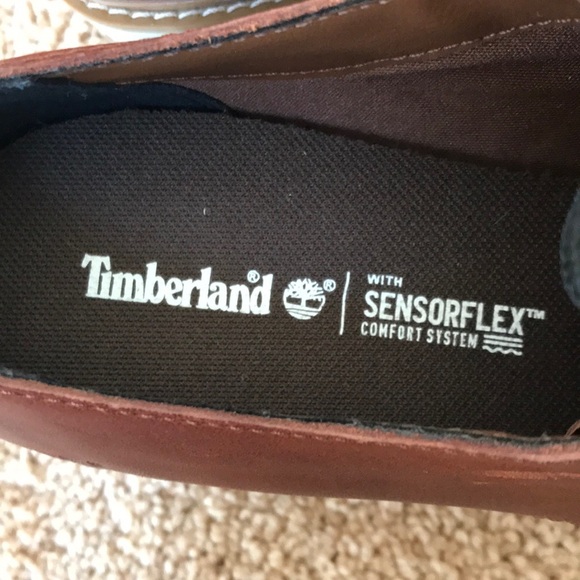 Timberland® ® WITH
SENSORFLEX™
COMFORT SYSTEM